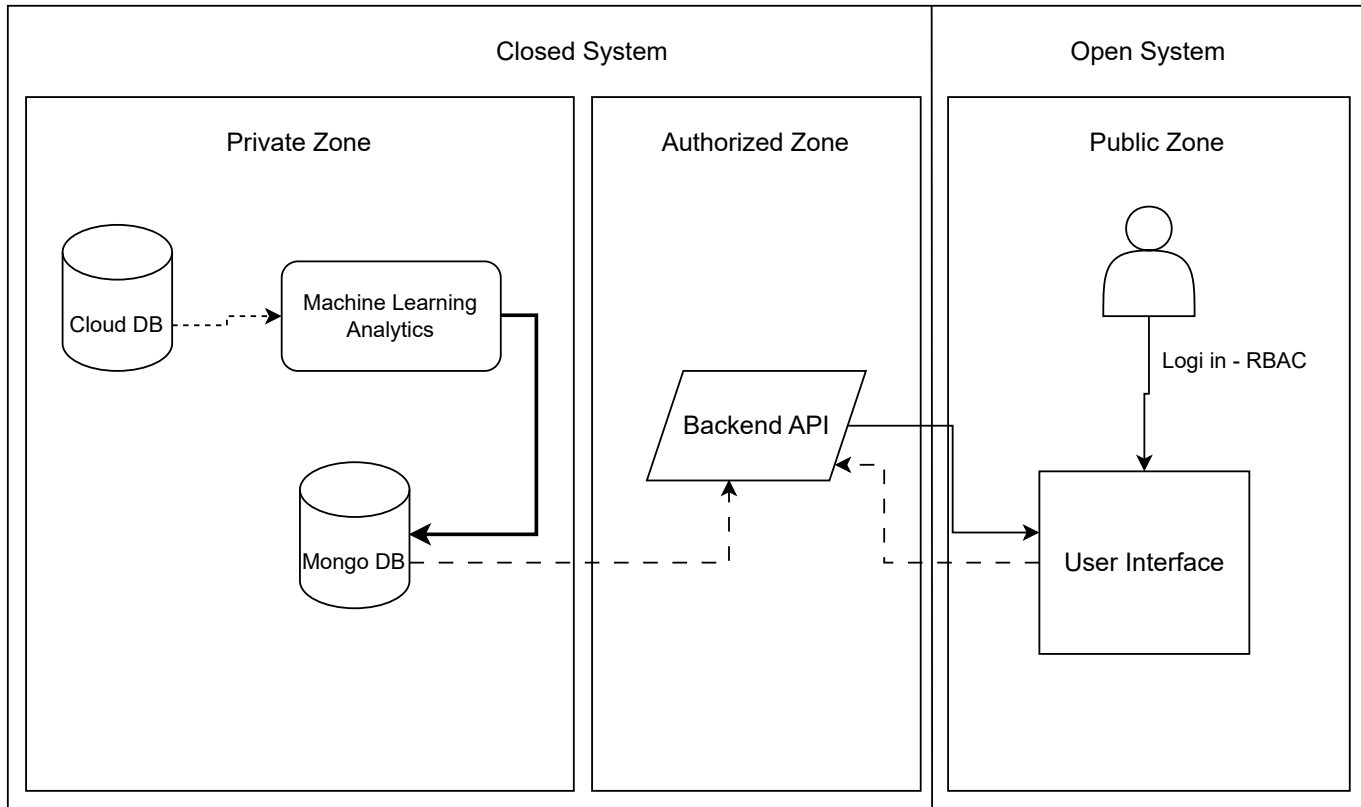 Closed System
Open System
Private Zone
Authorized Zone
Public Zone
Cloud DB
Machine Learning
Analytics
Logi in - RBAC
Backend API
Mongo DB
User Interface